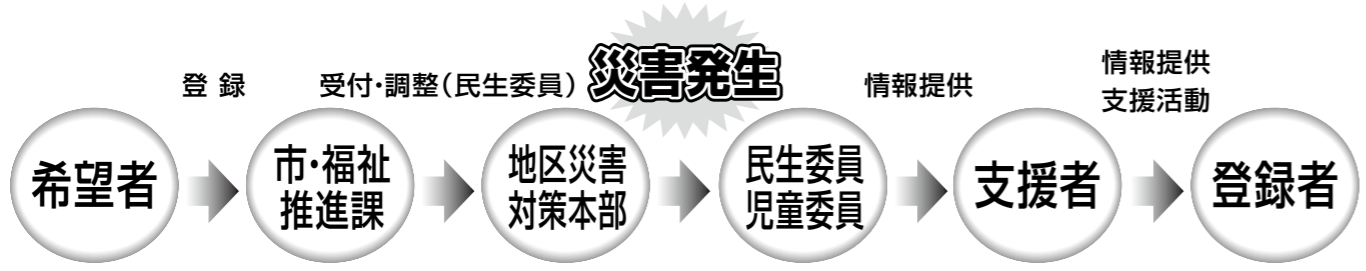 災害発生
登録
受付・調整（民生委員）
情報提供
情報提供
支援活動
希望者
市・福祉
推進課
地区災害
対策本部
民生委員
児童委員
支援者
登録者